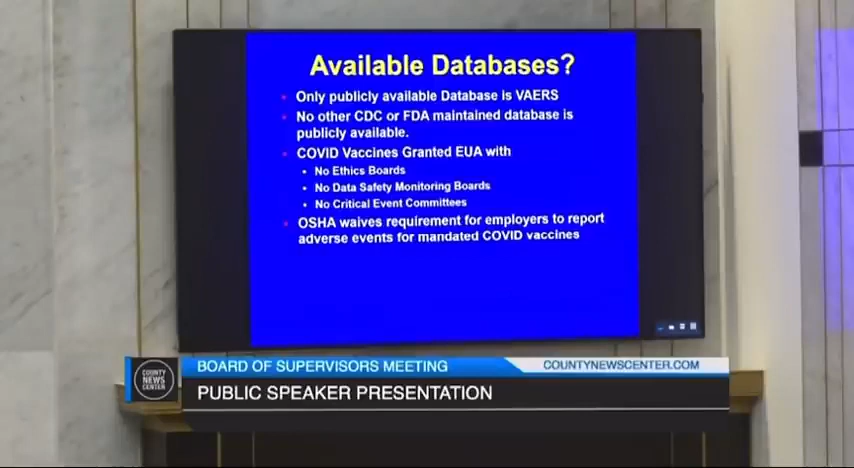 Available Databases?
Only publicly available Database is VAERS
No other CDC or FDA maintained database is
publicly available.
COVID Vaccines Granted EUA with
No Ethics Boards
No Data Safety Monitoring Boards
No Critical Event Committees
OSHA waives requirement for employers to report
adverse events for mandated COVID vaccines
COUNTY
NEWS
CENTER
BOARD OF SUPERVISORS MEETING
COUNTYNEWSCENTER.COM
PUBLIC SPEAKER PRESENTATION